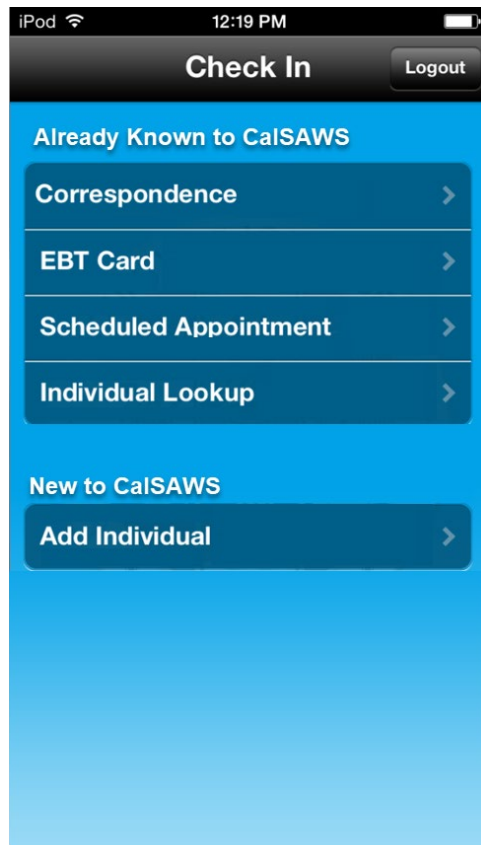 iPod 12:19 PM
Check In Logout
Already Known to CalSAWS
Correspondence
EBT Card
Scheduled Appointment
Individual Lookup
New to CalSAWS
Add Individual